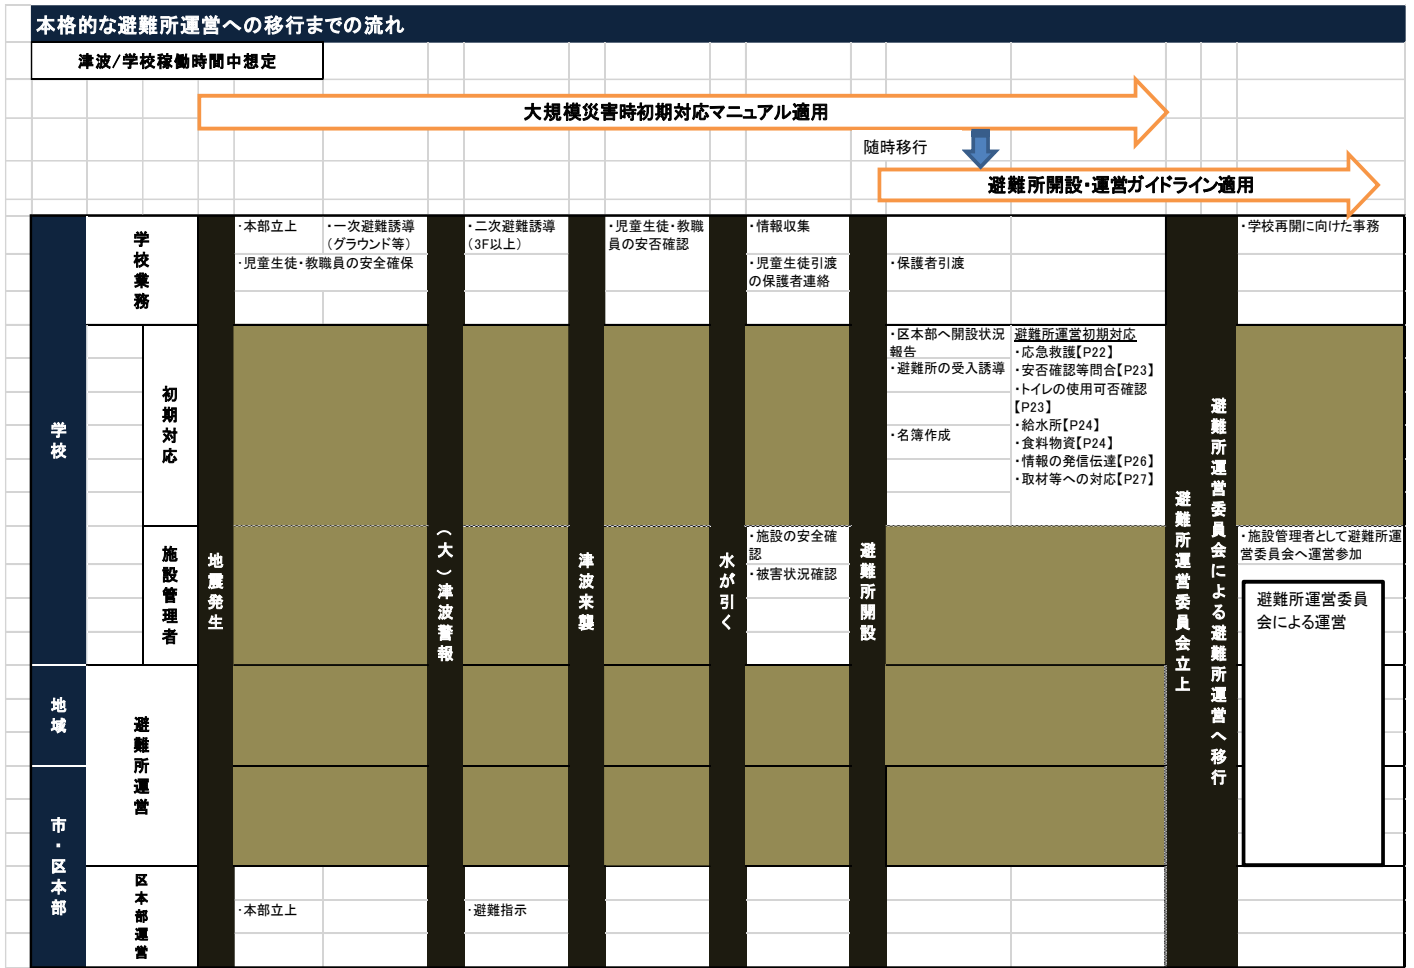 本格的な避難所運営への移行までの流れ
津波/学校稼働時間中想定
大規模災害時初期対応マニュアル適用
随時移行
避難所開設・運営ガイドライン適用
学校
学校業務
・本部立上
・一次避難誘導
（グラウンド等）
・児童生徒・教職員の安全確保
・二次避難誘導
（3F以上）
・児童生徒・教職
員の安否確認
・情報収集
・児童生徒引渡
の保護者連絡
・保護者引渡
・学校再開に向けた事務
初期対応
・区本部へ開設状況
報告
・避難所の受入誘導
・名簿作成
避難所運営初期対応
・応急救護【P22】
・安否確認等問合【P23】
・トイレの使用可否確認
【P23】
・給水所【P24】
・食料物資【P24】
・情報の発信伝達【P26】
・取材等への対応【P27】
施設管理者
・施設の安全確
認
・被害状況確認
・施設管理者として避難所運
営委員会へ運営参加
地震発生
（大）津波警報
津波来襲
水が引く
避難所開設
避難所運営委員会立上
避難所運営委員会による避難所運営へ移行
避難所運営委員
会による運営
地域
避難所運営
市・区本部
区本部運営
・本部立上
・避難指示